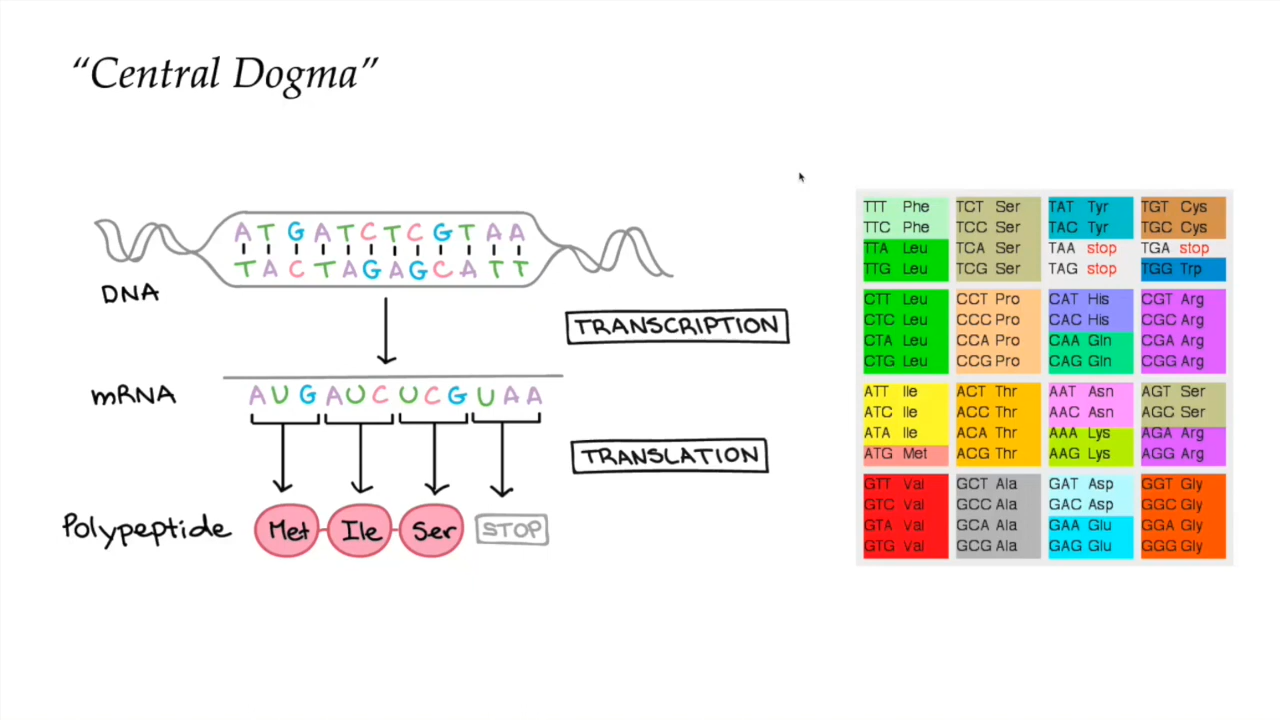 “Central Dogma”
ATGATCTCGTAA
TACTAGAGCATT
DNA
TRANSCRIPTION
mRNA
AUGAUCUCGUAA
TRANSLATION
Polypeptide Met Ile Ser STOP
TTT Phe TCT Ser TAT Tyr TGT Cys
TTC Phe TCC Ser TAC Tyr TGC Cys
TTA Leu TCA Ser TAA stop TGA stop
TTG Leu TCG Ser TAG stop TGG Trp
CTT Leu CCT Pro CAT His CGT Arg
CTC Leu CCC Pro CAC His CGC Arg
CTA Leu CCA Pro CAA Gln CGA Arg
CTG Leu CCG Pro CAG Gln CGG Arg
ATT Ile ACT Thr AAT Asn AGT Ser
ATC Ile ACC Thr AAC Asn AGC Ser
ATA Ile ACA Thr AAA Lys AGA Arg
ATG Met ACG Thr AAG Lys AGG Arg
GTT Val GCT Ala GAT Asp GGT Gly
GTC Val GCC Ala GAC Asp GGC Gly
GTA Val GCA Ala GAA Glu GGA Gly
GTG Val GCG Ala GAG Glu GGG Gly